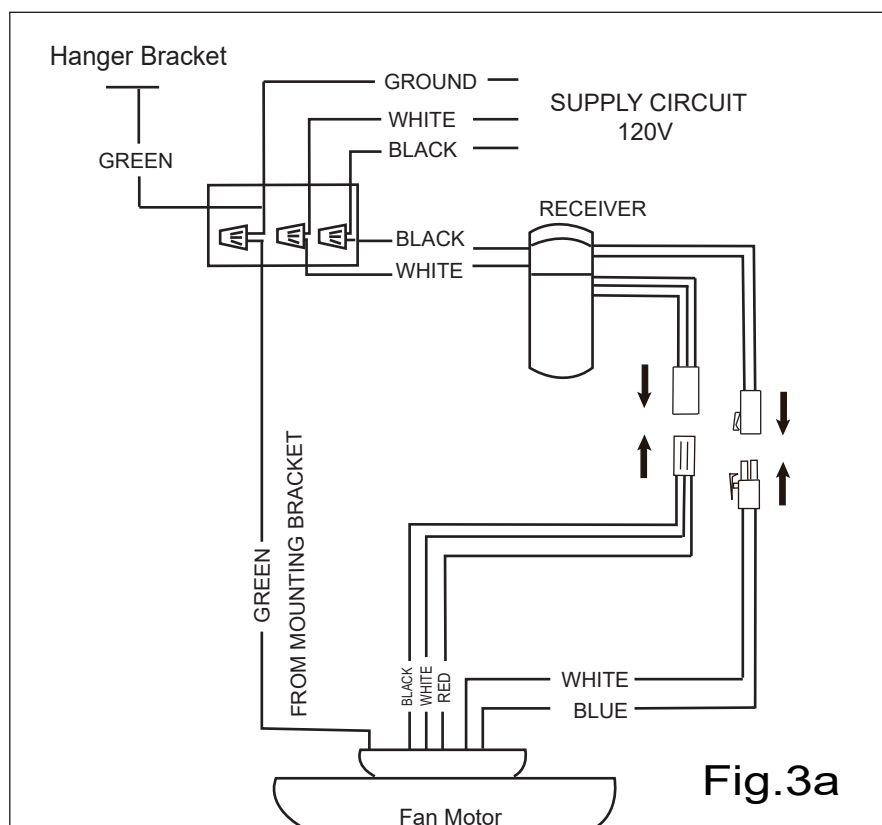 Hanger Bracket
GROUND
SUPPLY CIRCUIT
120V
WHITE
BLACK
GREEN
RECEIVER
BLACK
WHITE
GREEN
FROM MOUNTING BRACKET
BLACK
WHITE
RED
WHITE
BLUE
Fig.3a
Fan Motor